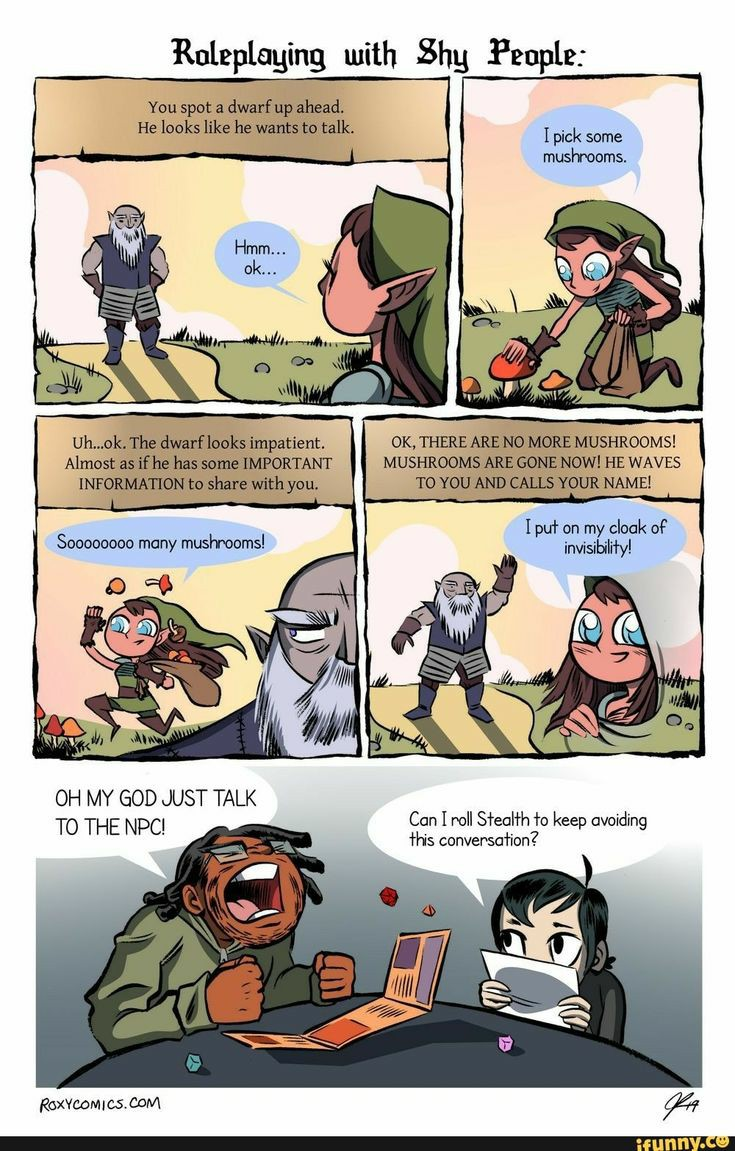 Roleplaying with Shy People:
You spot a dwarf up ahead.
He looks like he wants to talk.
Hmm...
ok...
I pick some
mushrooms.
Uh...ok. The dwarf looks impatient.
Almost as if he has some IMPORTANT
INFORMATION to share with you.
Soooooooo many mushrooms!
OK, THERE ARE NO MORE MUSHROOMS!
MUSHROOMS ARE GONE NOW! HE WAVES
TO YOU AND CALLS YOUR NAME!
I put on my cloak of
invisibility!
OH MY GOD JUST TALK
TO THE NPC!
Can I roll Stealth to keep avoiding
this conversation?
ROXYCOMICS.COM
ifunny.co